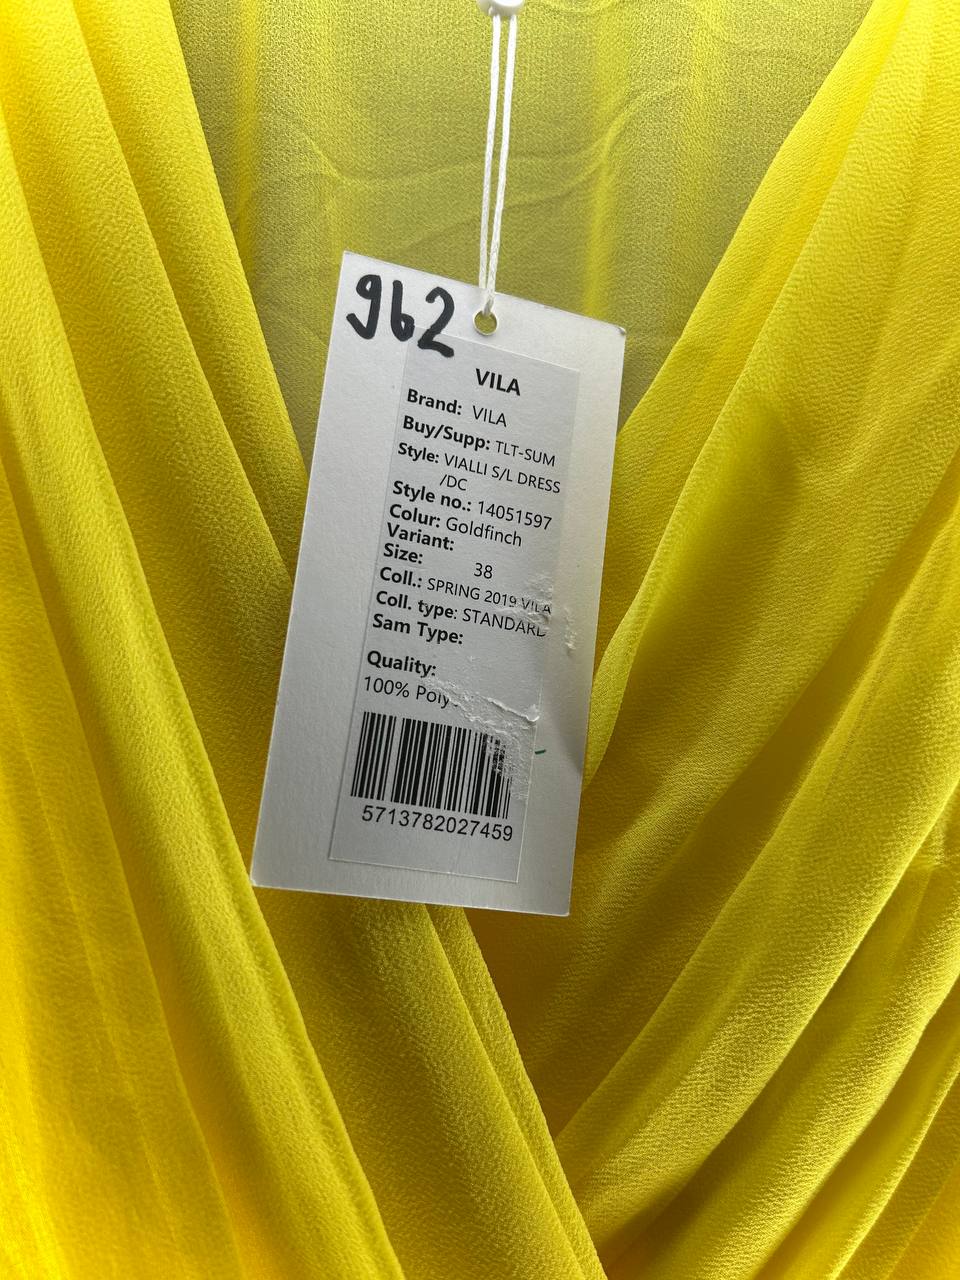 962
VILA
Brand: VILA
Buy/Supp: TLT-SUM
Style: VIALLI S/L DRESS
/DC
Style no.: 14051597
Colur: Goldfinch
Variant:
Size: 38
Coll.: SPRING 2019 VILA
Coll. type: STANDARD
Sam Type:
Quality:
100% Poly
5713782027459